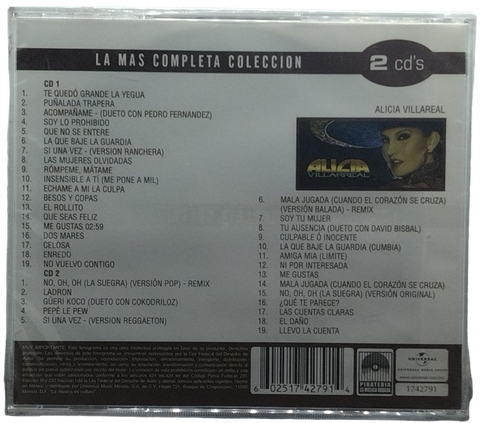 LA MAS COMPLETA COLECCION
2 cd's
CD 1
1. TE QUEDÓ GRANDE LA YEGUA
2. PUÑALADA TRAPERA
3. ACOMPAÑAME - (DUETO CON PEDRO FERNANDEZ)
4. SOY LO PROHIBIDO
5. QUE NO SE ENTERE
6. LA QUE BAJE LA GUARDIA
7. SI UNA VEZ - (VERSION RANCHERA)
8. LAS MUJERES OLVIDADAS
9. RÓMPEME, MÁTAME
10. INSENSIBLE A TÍ (ME PONE A MIL)
11. ECHAME A MI LA CULPA
12. BESOS Y COPAS
13. EL ROLLITO
14. QUE SEAS FELIZ
15. ME GUSTAS 02:59
16. DOS MARES
17. CELOSA
18. ENREDO
19. NO VUELVO CONTIGO
CD 2
1. NO, OH, OH (LA SUEGRA) (VERSIÓN POP) - REMIX
2. LADRON
3. GÜERI KOCO (DUETO CON COKODRILOZ)
4. PEPÉ LE PEW
5. SI UNA VEZ - (VERSION REGGAETON)
ALICIA VILLAREAL
ALICIA
VILLARREAL
6. MALA JUGADA (CUANDO EL CORAZÓN SE CRUZA)
(VERSIÓN BALADA) - REMIX
7. SOY TU MUJER
8. TU AUSENCIA (DUETO CON DAVID BISBAL)
9. CULPABLE Ó INOCENTE
10. LA QUE BAJE LA GUARDIA (CUMBIA)
11. AMIGA MIA (LIMITE)
12. NI POR INTERESADA
13. ME GUSTAS
14. MALA JUGADA (CUANDO EL CORAZÓN SE CRUZA)
15. NO, OH, OH (LA SUEGRA) (VERSIÓN ORIGINAL)
16. ¿QUE TE PARECE?
17. LAS CUENTAS CLARAS
18. EL DAÑO
19. LLEVO LA CUENTA
MUY IMPORTANTE:
6 02517 42791 4
PIRATERIA
UNIVERSAL
1742791